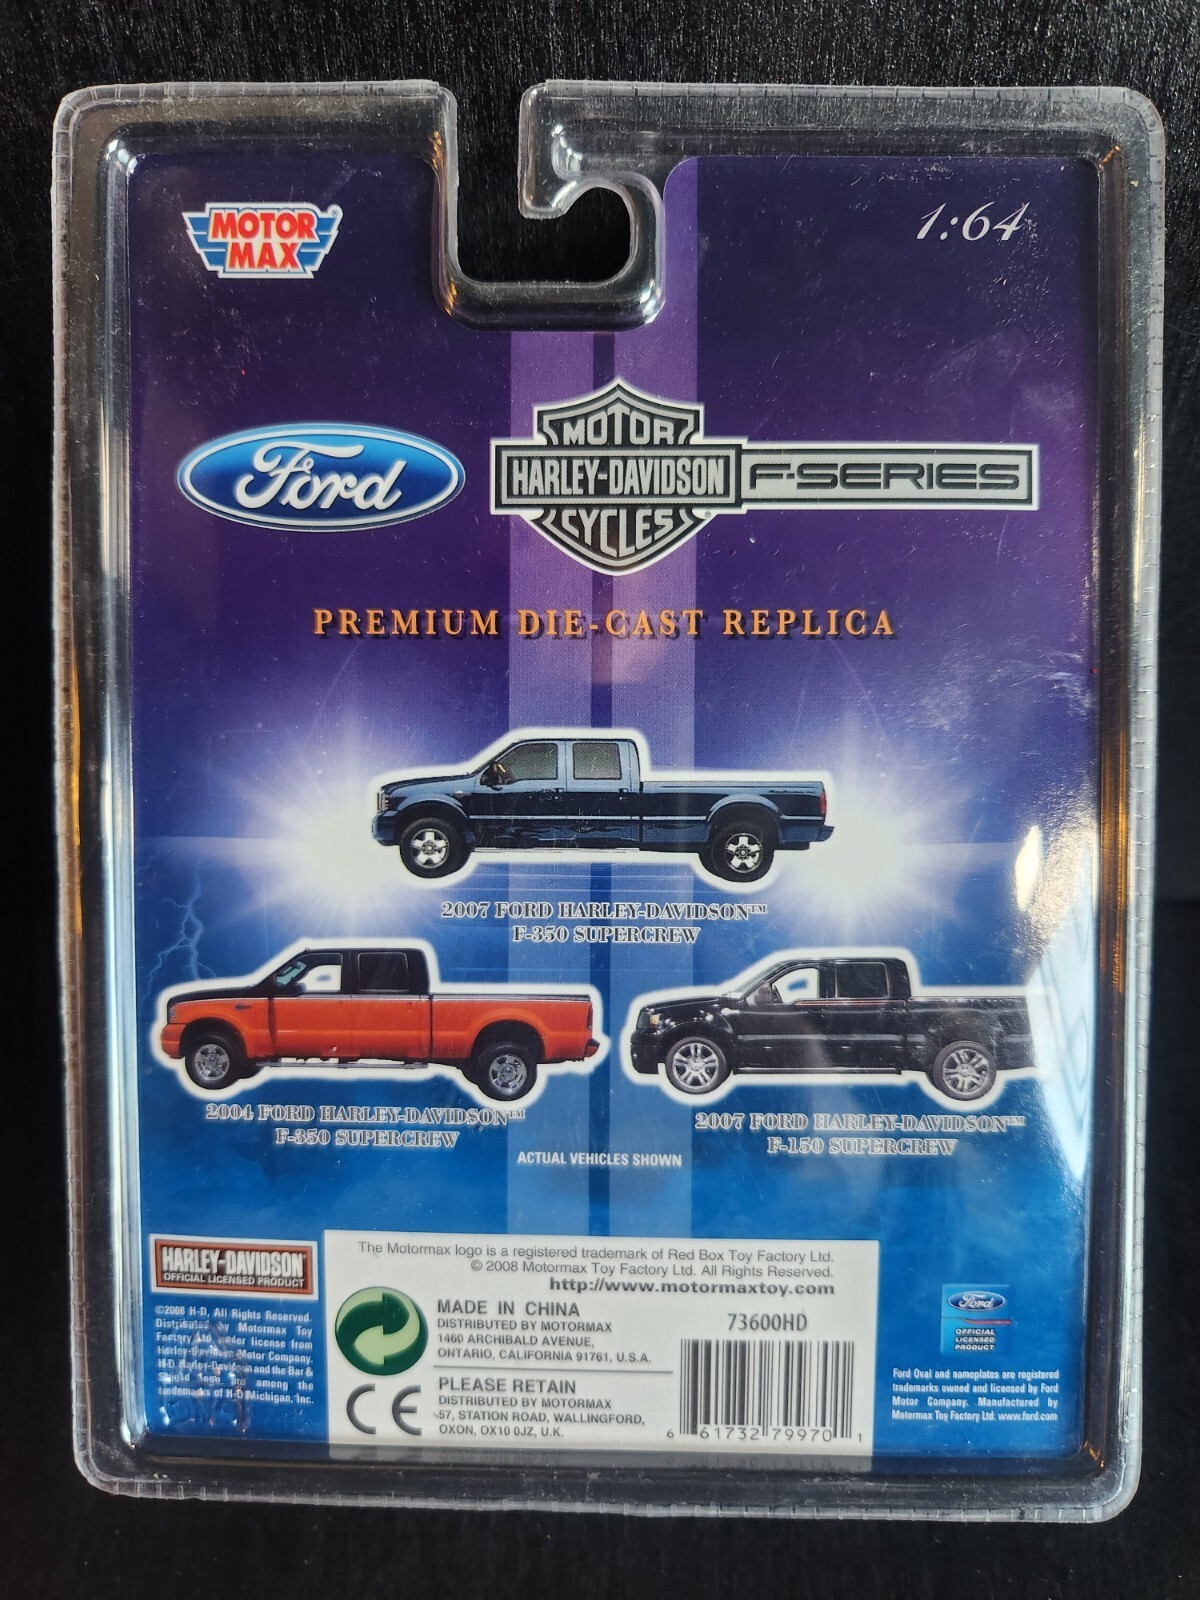 MOTOR
MAX
®
1:64
Ford
MOTOR
HARLEY-DAVIDSON
CYCLES
®
F-SERIES
PREMIUM DIE-CAST REPLICA
2007 FORD HARLEY-DAVIDSON™
F-350 SUPERCREW
2004 FORD HARLEY-DAVIDSON™
F-350 SUPERCREW
2007 FORD HARLEY-DAVIDSON™
F-150 SUPERCREW
ACTUAL VEHICLES SHOWN
HARLEY-DAVIDSON
OFFICIAL LICENSED PRODUCT
©2008 H-D, All Rights Reserved.
Distributed by Motormax Toy
Factory Ltd. under license from
Harley-Davidson Motor Company.
H-D, Harley-Davidson and the Bar &
Shield logo are among the
trademarks of H-D Michigan, Inc.
The Motormax logo is a registered trademark of Red Box Toy Factory Ltd.
© 2008 Motormax Toy Factory Ltd. All Rights Reserved.
http://www.motormaxtoy.com
MADE IN CHINA
DISTRIBUTED BY MOTORMAX
1460 ARCHIBALD AVENUE,
ONTARIO, CALIFORNIA 91761, U.S.A.
PLEASE RETAIN
DISTRIBUTED BY MOTORMAX
57, STATION ROAD, WALLINGFORD,
OXON, OX10 0JZ, U.K.
CE
73600HD
6 61732 79970 1
Ford
OFFICIAL
LICENSED
PRODUCT
Ford Oval and nameplates are registered
trademarks owned and licensed by Ford
Motor Company. Manufactured by
Motormax Toy Factory Ltd. www.ford.com